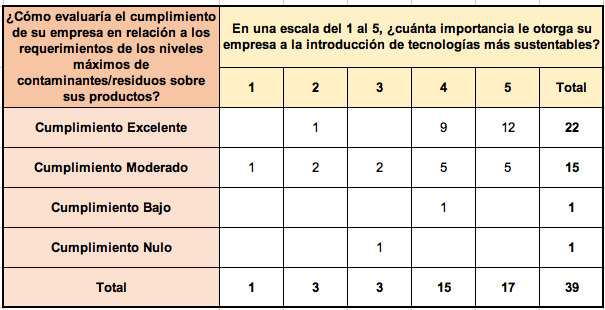 ¿Cómo evaluaría el cumplimiento
de su empresa en relación a los
requerimientos de los niveles
máximos de
contaminantes/residuos sobre
sus productos?
En una escala del 1 al 5, ¿cuánta importancia le otorga su
empresa a la introducción de tecnologías más sustentables?
1 2 3 4 5 Total
Cumplimiento Excelente 1 9 12 22
Cumplimiento Moderado 1 2 2 5 5 15
Cumplimiento Bajo 1 1
Cumplimiento Nulo 1 1
Total 1 3 3 15 17 39